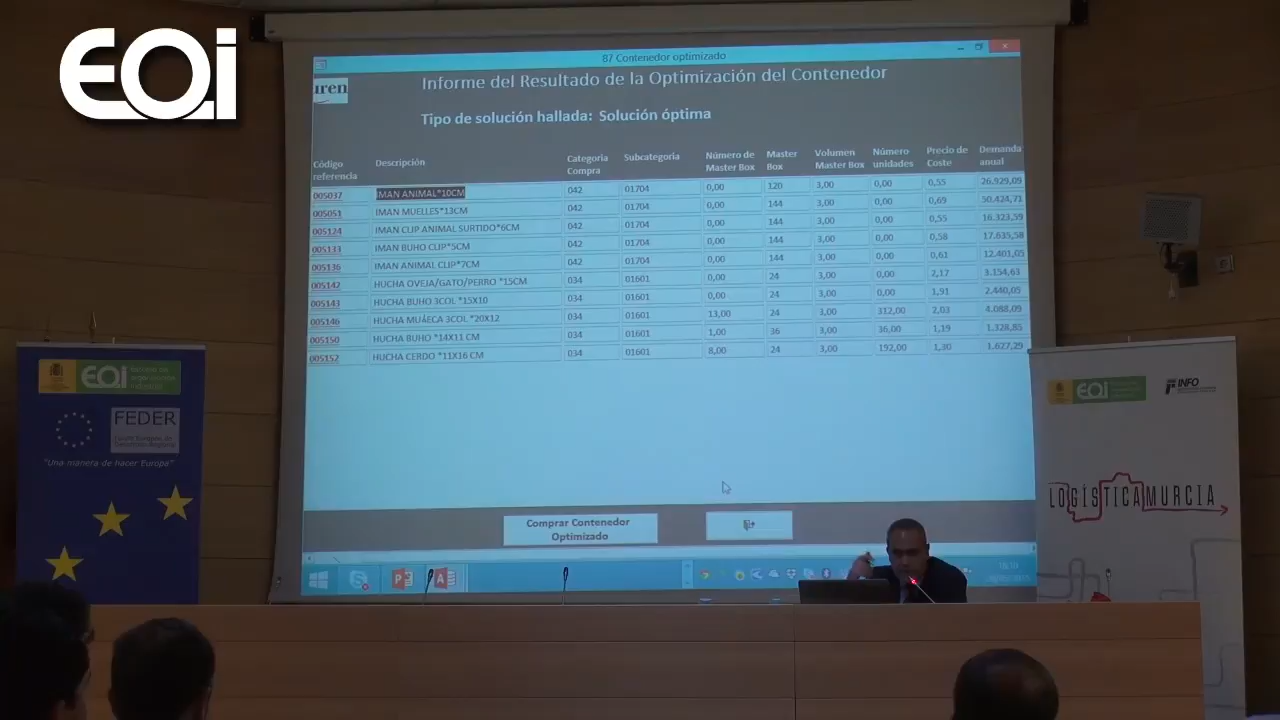 EOI
87 Contenedor optimizado
iren
Informe del Resultado de la Optimización del Contenedor
Tipo de solución hallada: Solución óptima
Código referencia Descripción Categoria Compra Subcategoria Número de Master Box Master Box Volumen Master Box Número unidades Precio de Coste Demanda anual
005037 IMAN ANIMAL*10CM 042 01704 0,00 120 3,00 0,00 0,55 26.929,09
005051 IMAN MUELLES*13CM 042 01704 0,00 144 3,00 0,00 0,69 50.424,71
005124 IMAN CLIP ANIMAL SURTIDO*6CM 042 01704 0,00 144 3,00 0,00 0,55 16.323,59
005133 IMAN BUHO CLIP*5CM 042 01704 0,00 144 3,00 0,00 0,58 17.635,58
005136 IMAN ANIMAL CLIP*7CM 042 01704 0,00 144 3,00 0,00 0,61 12.401,05
005142 HUCHA OVEJA/GATO/PERRO *15CM 034 01601 0,00 24 3,00 0,00 2,17 3.154,63
005143 HUCHA BUHO 3COL *15X10 034 01601 0,00 24 3,00 0,00 1,91 2.440,05
005146 HUCHA MUÁECA 3COL *20X12 034 01601 13,00 24 3,00 312,00 2,03 4.088,09
005150 HUCHA BUHO *14X11 CM 034 01601 1,00 36 3,00 36,00 1,19 1.328,85
005152 HUCHA CERDO *11X16 CM 034 01601 8,00 24 3,00 192,00 1,30 1.627,29
Comprar Contenedor
Optimizado
EOI
FEDER
"Una manera de hacer Europa"
EOI
INFO
LOGÍSTICAMURCIA